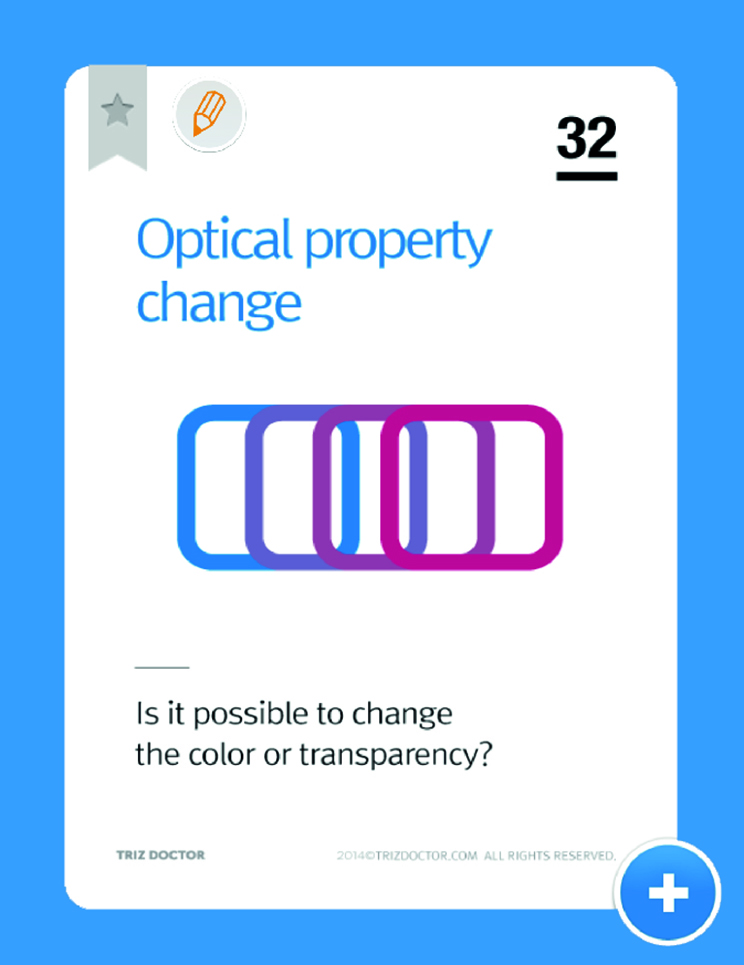 32
Optical property
change
Is it possible to change
the color or transparency?
TRIZ DOCTOR
2014©TRIZDOCTOR.COM ALL RIGHTS RESERVED.